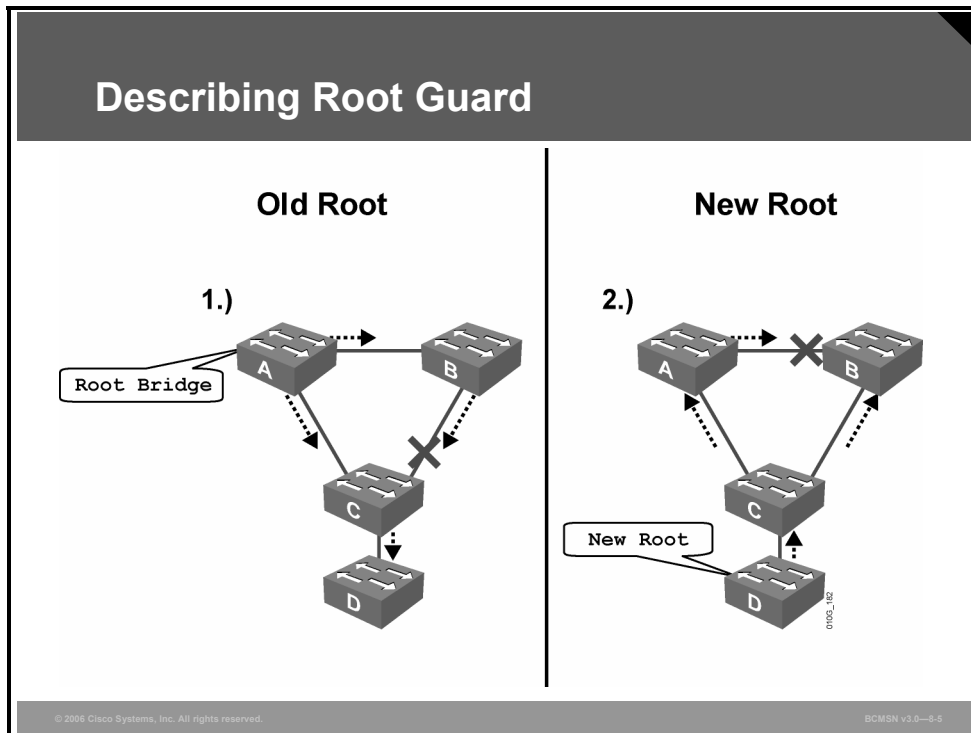 Describing Root Guard
Old Root
New Root
1.)
2.)
A
B
Root Bridge
C
D
A
B
C
New Root
D
010G_182
© 2006 Cisco Systems, Inc. All rights reserved.
BCMSN v3.0—8-5